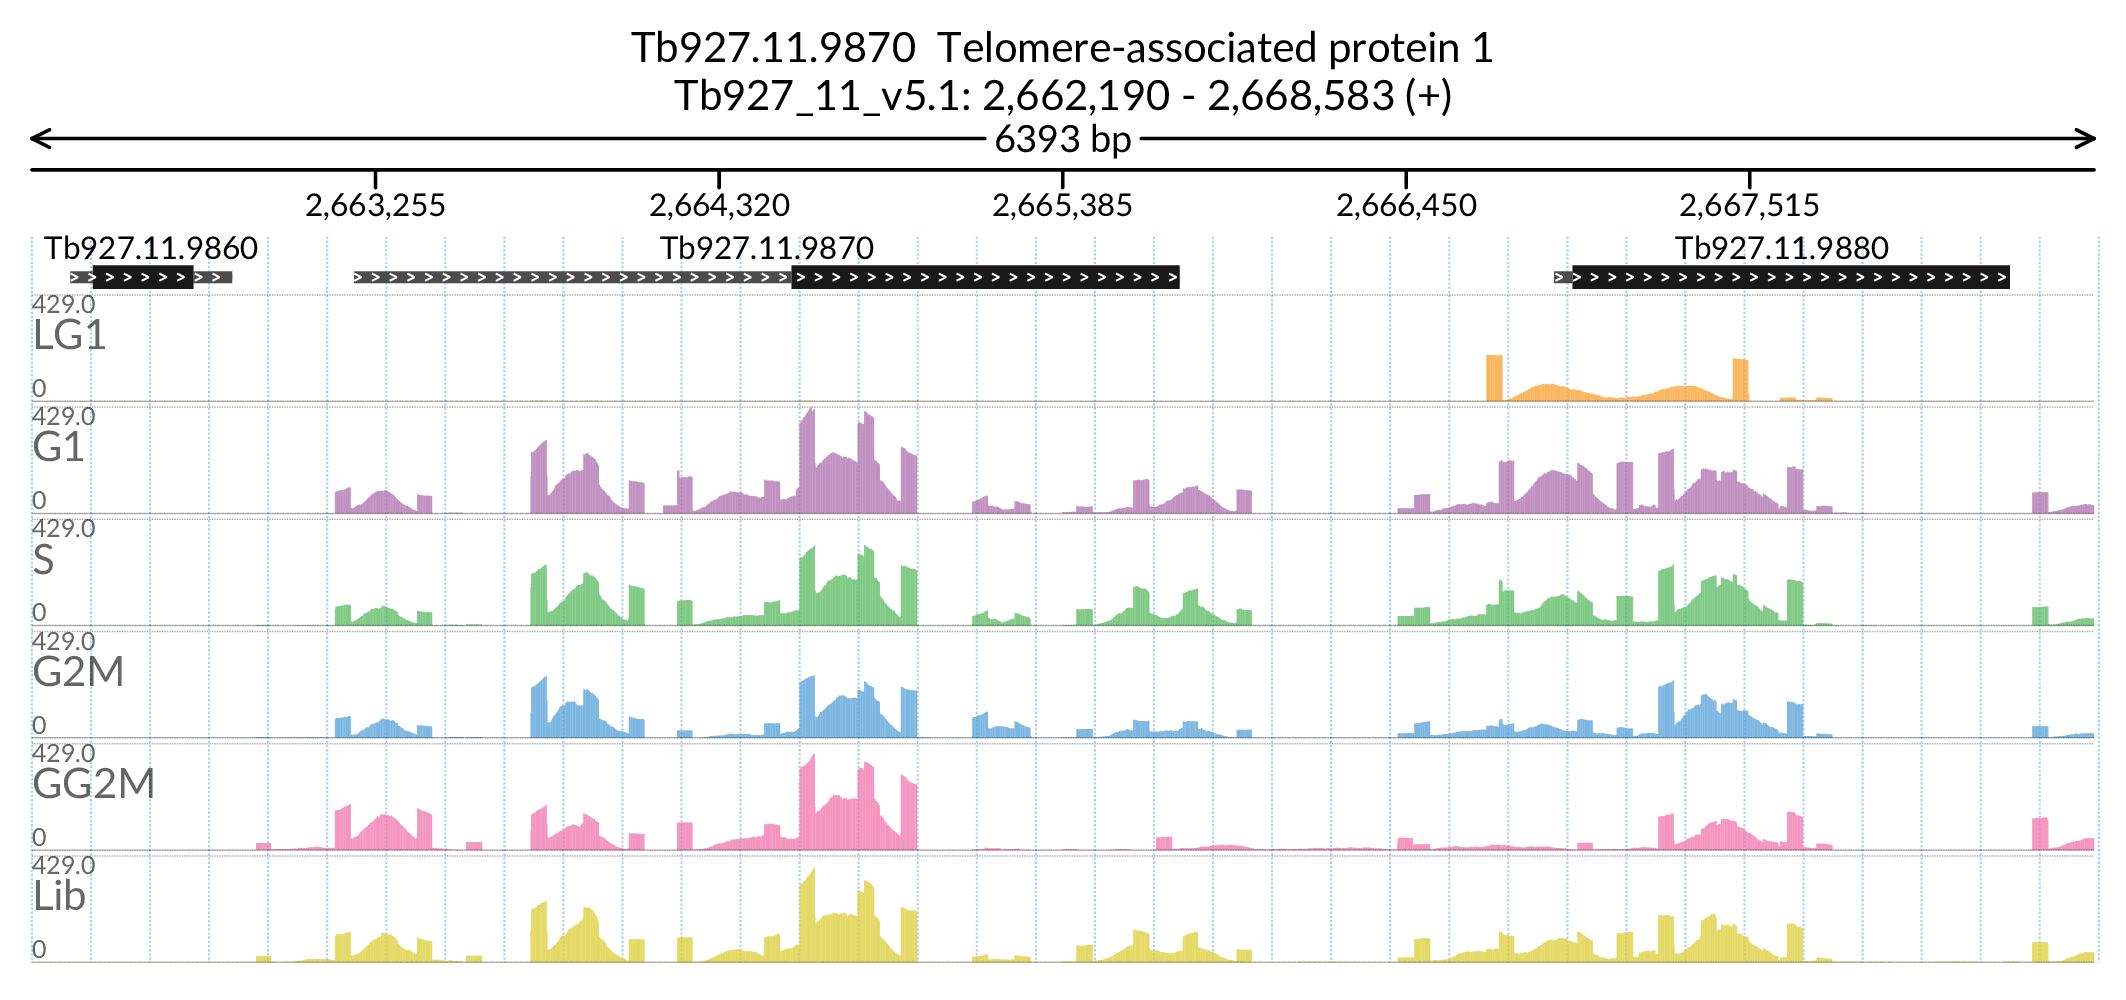 Tb927.11.9870 Telomere-associated protein 1
Tb927_11_v5.1: 2,662,190 - 2,668,583 (+)
6393 bp
2,663,255 2,664,320 2,665,385 2,666,450 2,667,515
Tb927.11.9860 Tb927.11.9870 Tb927.11.9880
429.0
LG1
0
429.0
G1
0
429.0
S
0
429.0
G2M
0
429.0
GG2M
0
429.0
Lib
0